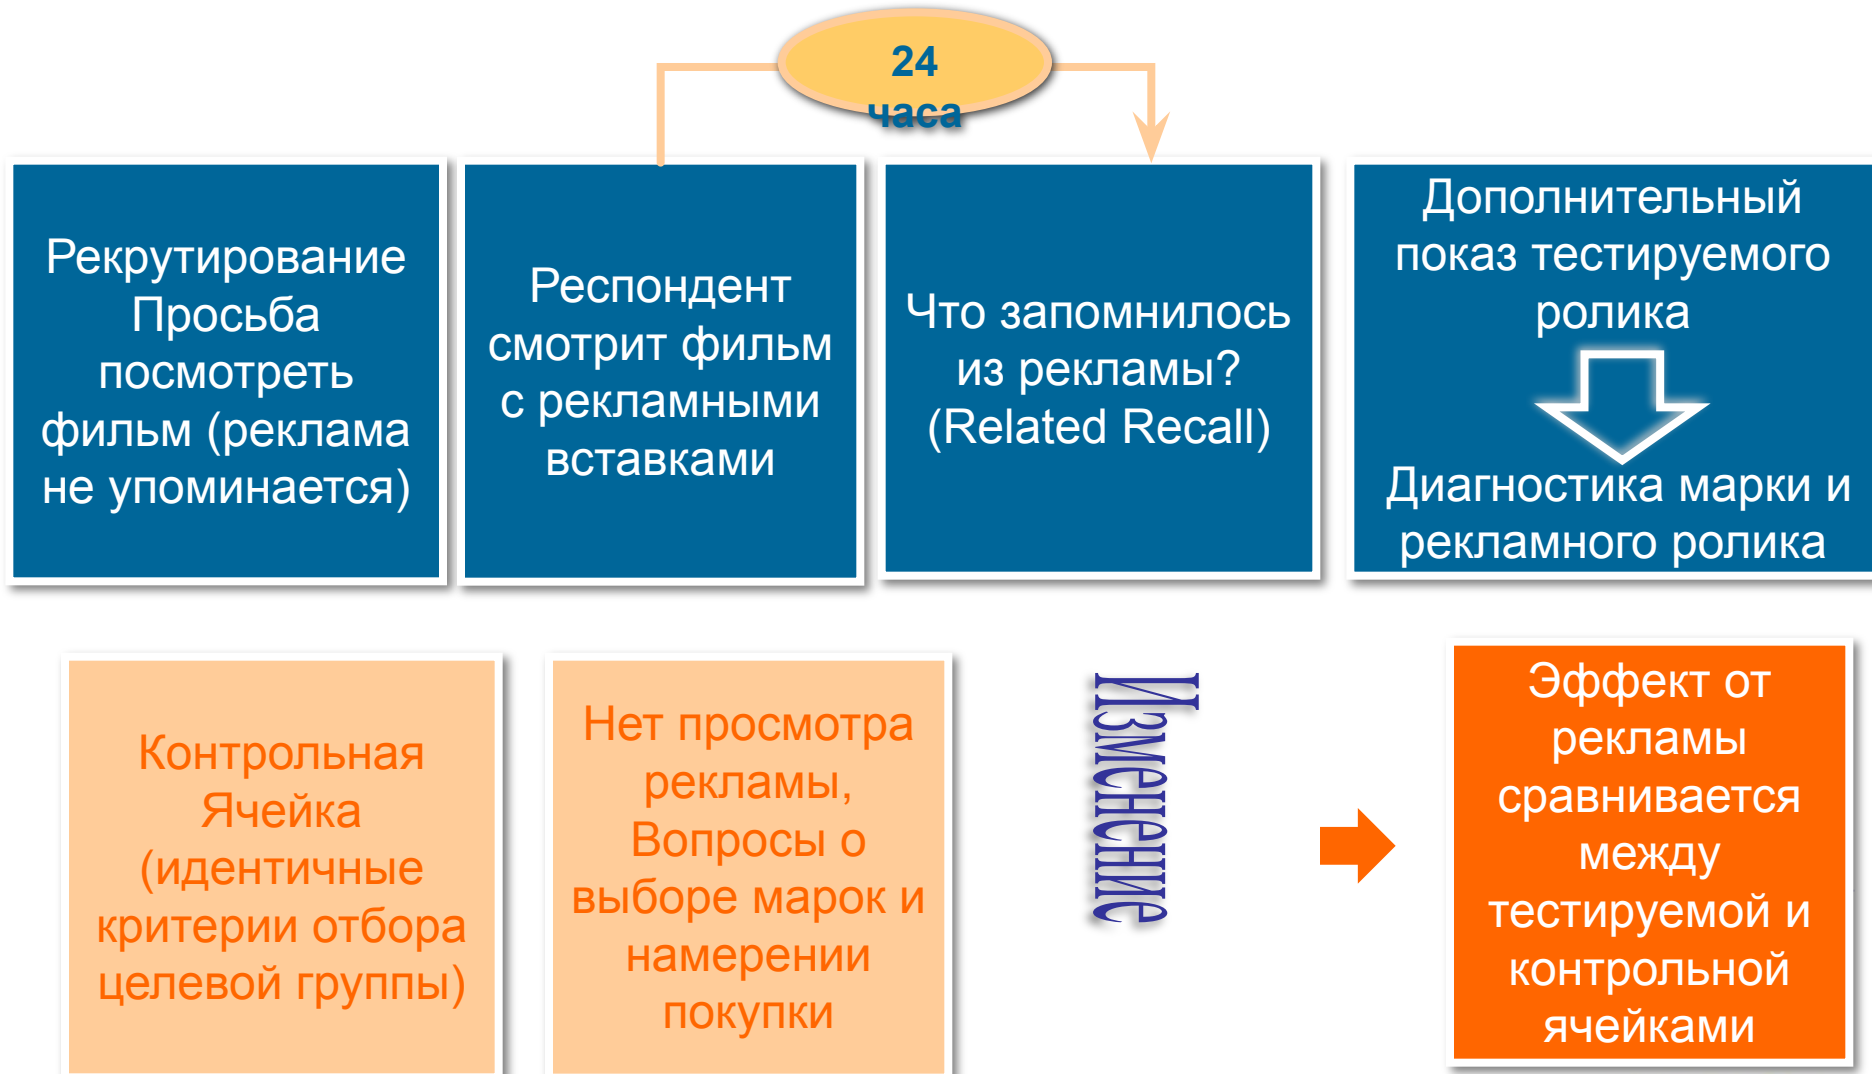 24
часа
Рекрутирование
Просьба
посмотреть
фильм (реклама
не упоминается)
Респондент
смотрит фильм
с рекламными
вставками
Что запомнилось
из рекламы?
(Related Recall)
Дополнительный
показ тестируемого
ролика
Диагностика марки и
рекламного ролика
Контрольная
Ячейка
(идентичные
критерии отбора
целевой группы)
Нет просмотра
рекламы,
Вопросы о
выборе марок и
намерении
покупки
Изменение
Эффект от
рекламы
сравнивается
между
тестируемой и
контрольной
ячейками